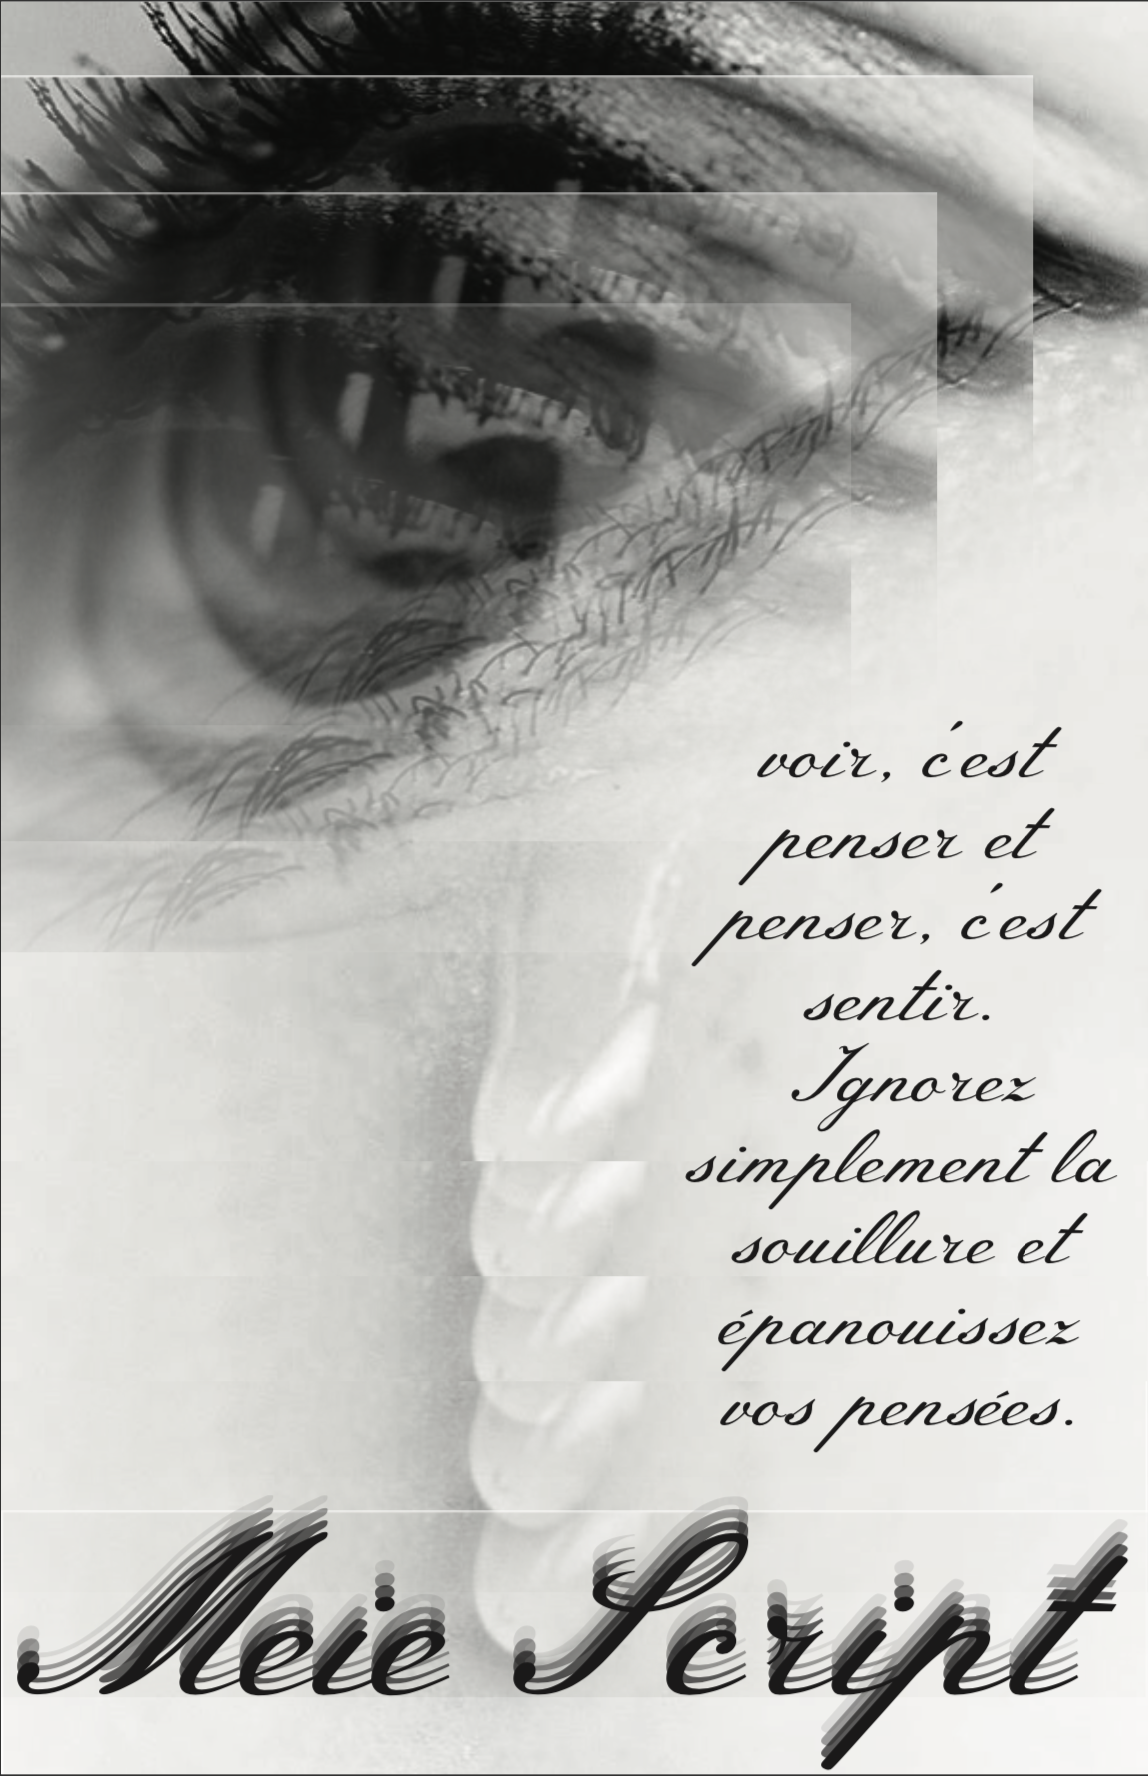 voir, c'est
penser et
penser, c'est
sentir.
Ignorez
simplement la
souillure et
épanouissez
vos pensées.
Meie Script